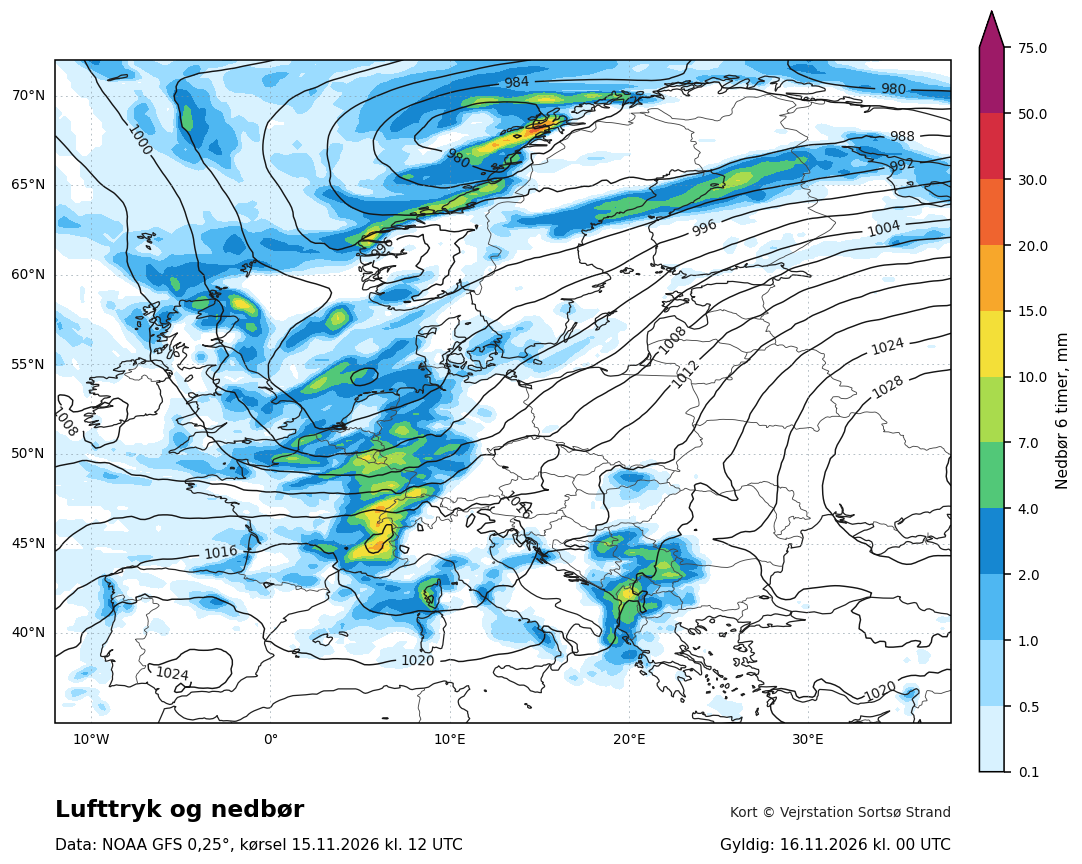 70°N
65°N
60°N
55°N
50°N
45°N
40°N
10°W
0°
10°E
20°E
30°E
984
980
1000
980
988
992
996
996
1004
1008
1012
1024
1028
1008
1016
1016
1020
1024
1020
75.0
50.0
30.0
20.0
15.0
10.0
7.0
4.0
2.0
1.0
0.5
0.1
Nedbør 6 timer, mm
Lufttryk og nedbør
Kort © Vejrstation Sortsø Strand
Data: NOAA GFS 0,25°, kørsel 15.11.2026 kl. 12 UTC
Gyldig: 16.11.2026 kl. 00 UTC